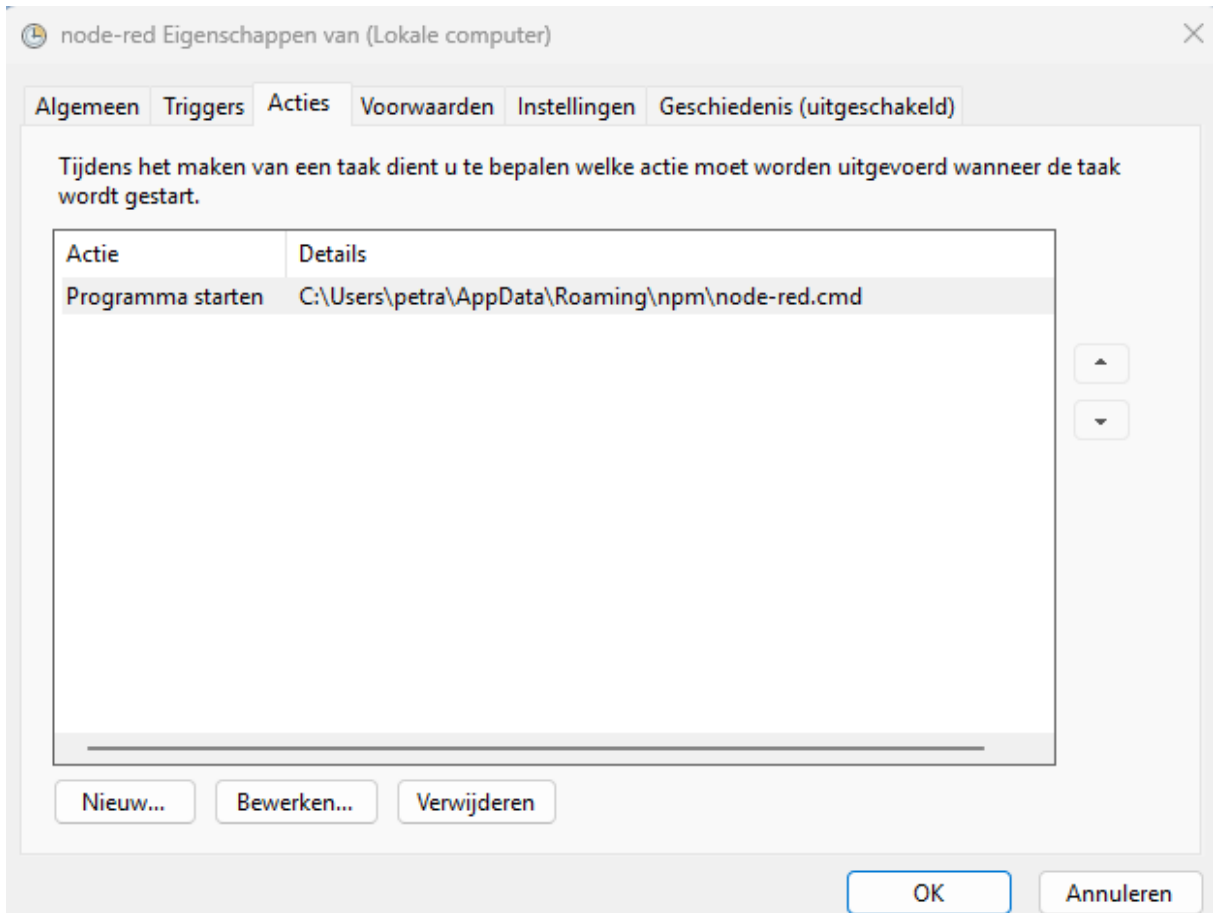 node-red Eigenschappen van (Lokale computer)
Algemeen Triggers Acties Voorwaarden Instellingen Geschiedenis (uitgeschakeld)
Tijdens het maken van een taak dient u te bepalen welke actie moet worden uitgevoerd wanneer de taak
wordt gestart.
Actie Details
Programma starten C:\Users\petra\AppData\Roaming\npm\node-red.cmd
Nieuw... Bewerken... Verwijderen
OK Annuleren